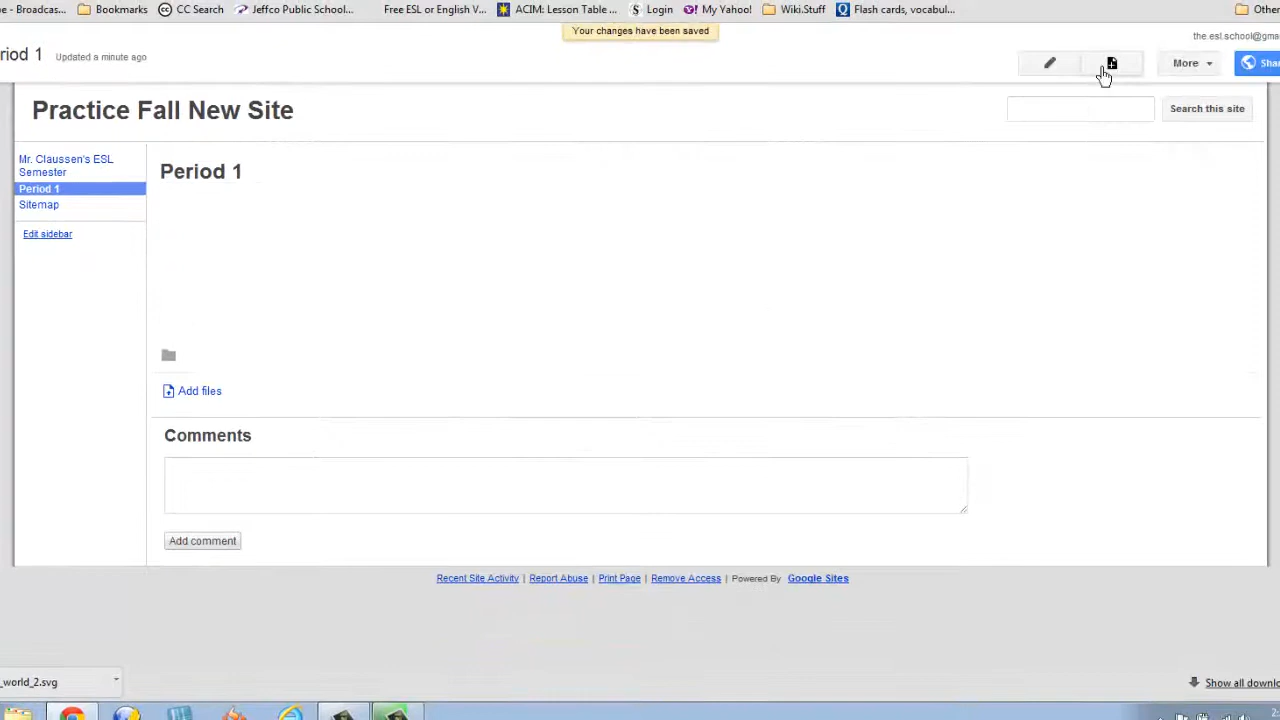 e - Broadcas... Bookmarks CC Search Jeffco Public School... Free ESL or English V... ACIM: Lesson Table ... Login My Yahoo! Wiki.Stuff Flash cards, vocabul... Other
Your changes have been saved
the.esl.school@gma
riod 1 Updated a minute ago More Shar
Practice Fall New Site Search this site
Mr. Claussen's ESL
Semester
Period 1
Sitemap
Edit sidebar
Period 1
Add files
Comments
Add comment
Recent Site Activity | Report Abuse | Print Page | Remove Access | Powered By Google Sites
_world_2.svg Show all downlo